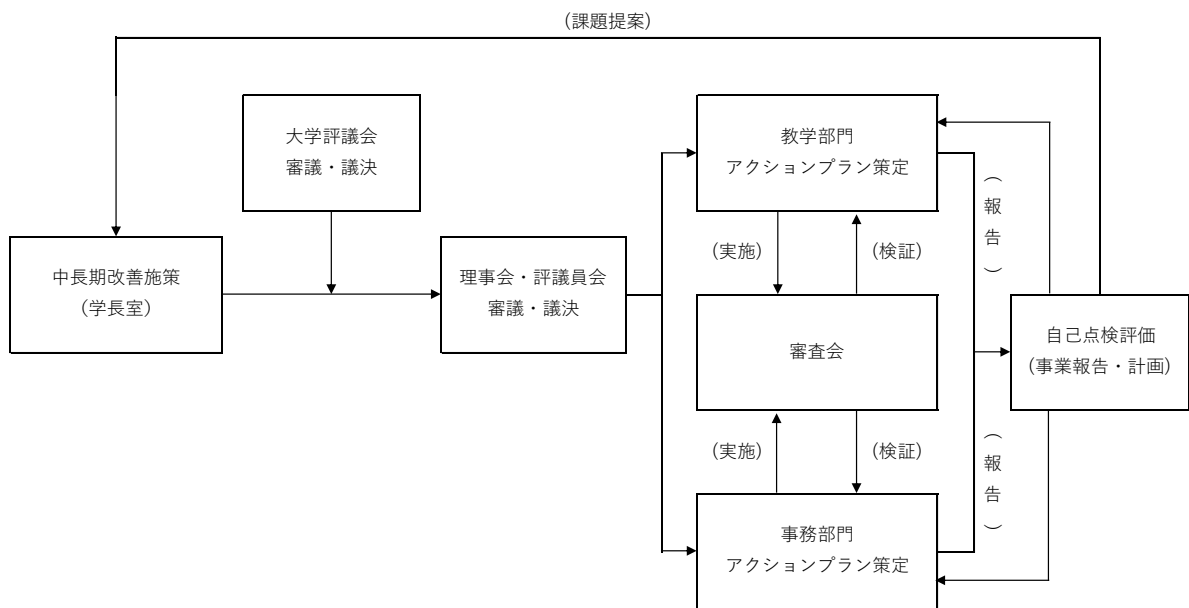 (課題提案)
大学評議会
審議・議決
教学部門
アクションプラン策定
(報告)
中長期改善施策
(学長室)
理事会・評議員会
審議・議決
(実施)
(検証)
審査会
自己点検評価
(事業報告・計画)
(実施)
(検証)
(報告)
事務部門
アクションプラン策定